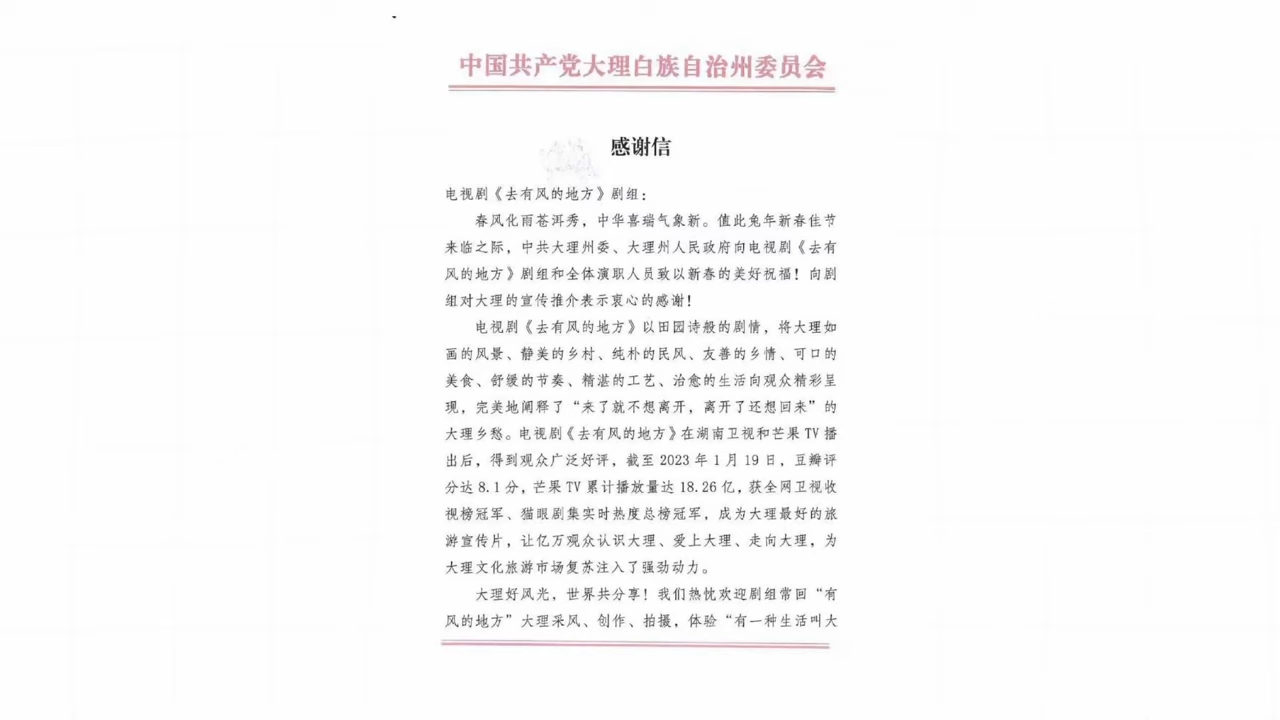 中国共产党大理白族自治州委员会
感谢信
电视剧《去有风的地方》剧组：
春风化雨苍洱秀，中华喜瑞气象新。值此兔年新春佳节
来临之际，中共大理州委、大理州人民政府向电视剧《去有
风的地方》剧组和全体演职人员致以新春的美好祝福！向剧
组对大理的宣传推介表示衷心的感谢！
电视剧《去有风的地方》以田园诗般的剧情，将大理如
画的风景、静美的乡村、纯朴的民风、友善的乡情、可口的
美食、舒缓的节奏、精湛的工艺、治愈的生活向观众精彩呈
现，完美地阐释了“来了就不想离开，离开了还想回来”的
大理乡愁。电视剧《去有风的地方》在湖南卫视和芒果 TV 播
出后，得到观众广泛好评，截至 2023 年 1 月 19 日，豆瓣评
分达 8.1 分，芒果 TV 累计播放量达 18.26 亿，获全网卫视收
视榜冠军、猫眼剧集实时热度总榜冠军，成为大理最好的旅
游宣传片，让亿万观众认识大理、爱上大理、走向大理，为
大理文化旅游市场复苏注入了强劲动力。
大理好风光，世界共分享！我们热忱欢迎剧组常回“有
风的地方”大理采风、创作、拍摄，体验“有一种生活叫大